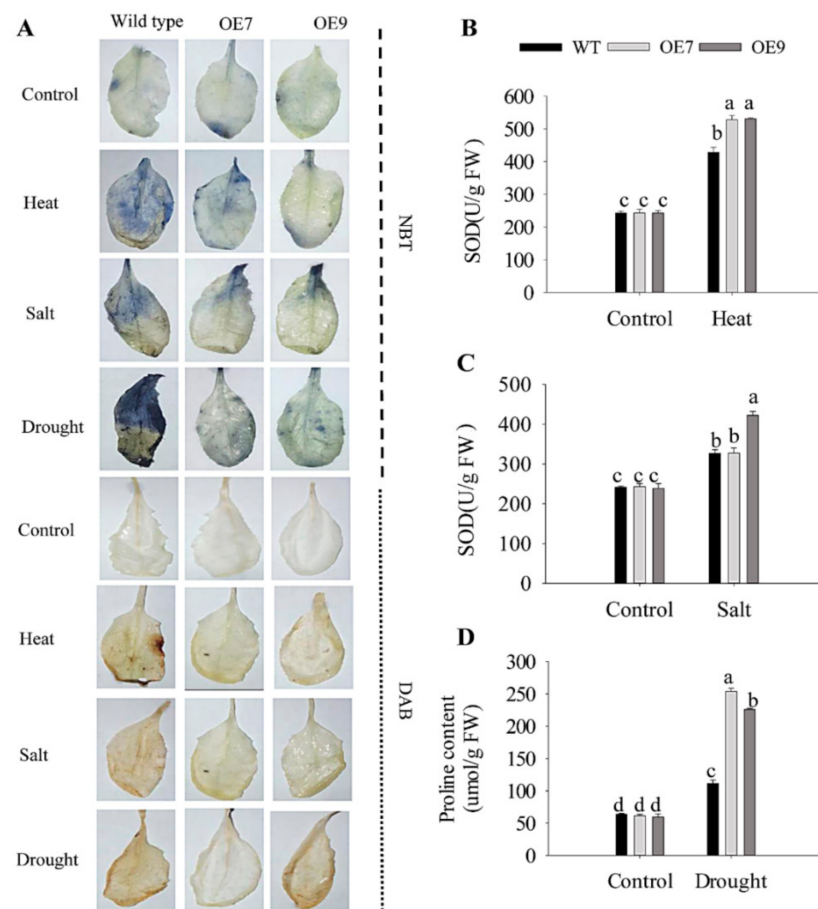 A
Wild type OE7 OE9
Control
Heat
Salt
Drought
Control
Heat
Salt
Drought
NBT
DAB
B
WT OE7 OE9
SOD(U/g FW)
600
500
400
300
200
100
0
c c c
b a a
Control Heat
C
SOD(U/g FW)
500
400
300
200
100
0
c c c
b b a
Control Salt
D
Proline content
(umol/g FW)
300
250
200
150
100
50
0
d d d
c a b
Control Drought